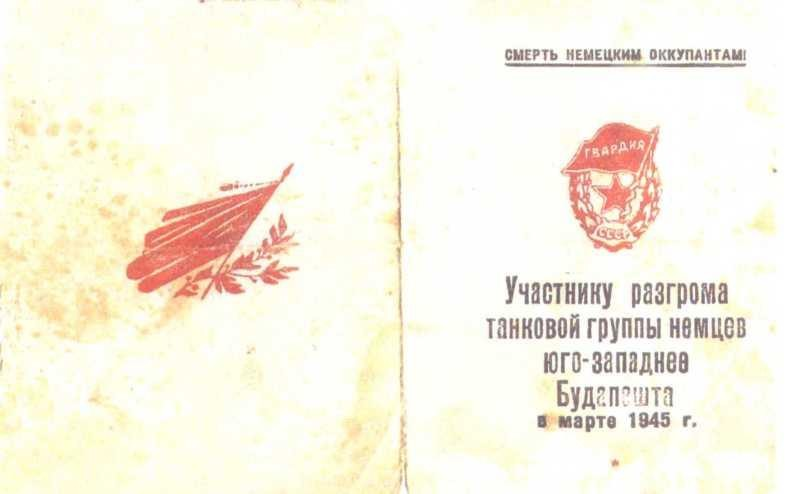 СМЕРТЬ НЕМЕЦКИМ ОККУПАНТАМ!
ГВАРДИЯ
СССР
Участнику разгрома
танковой группы немцев
юго-западнее
Будапешта
в марте 1945 г.